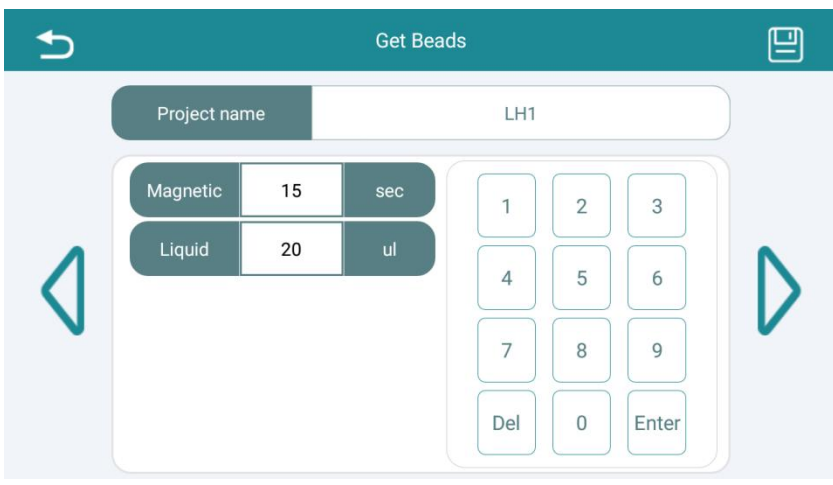 Get Beads
Project name LH1
Magnetic 15 sec
Liquid 20 ul
1 2 3
4 5 6
7 8 9
Del 0 Enter